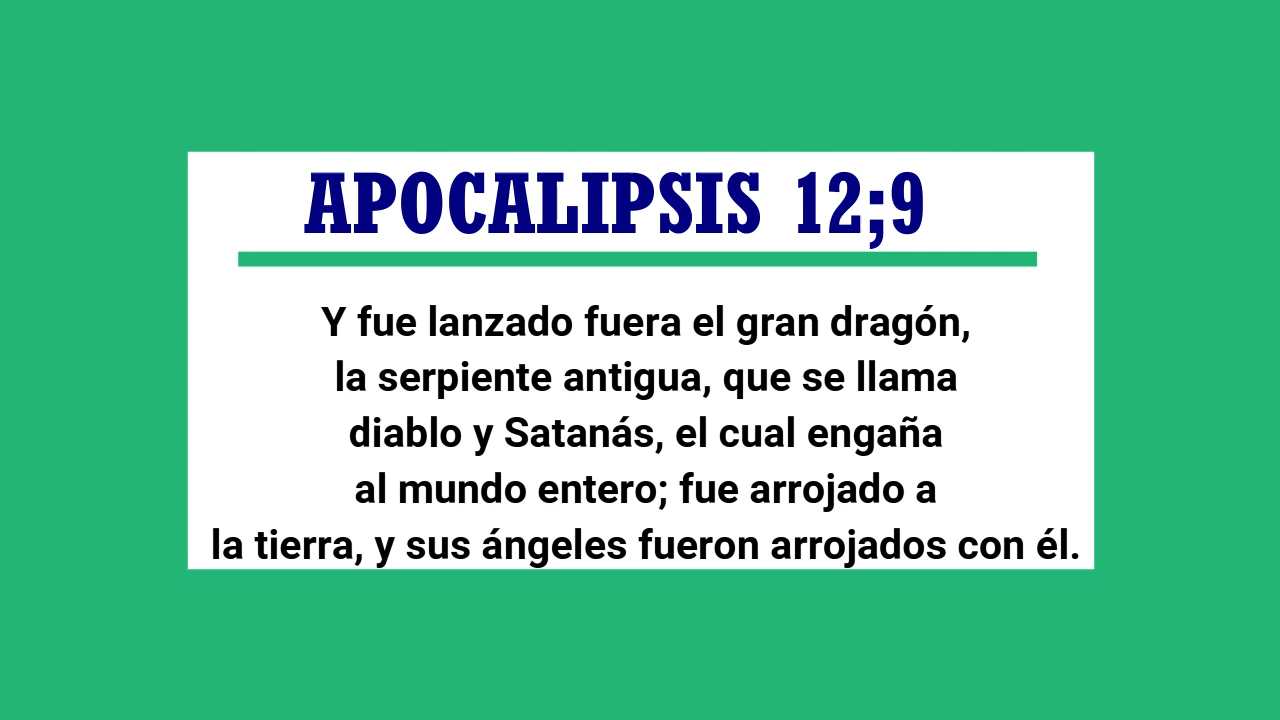 APOCALIPSIS 12;9
Y fue lanzado fuera el gran dragón,
la serpiente antigua, que se llama
diablo y Satanás, el cual engaña
al mundo entero; fue arrojado a
la tierra, y sus ángeles fueron arrojados con él.